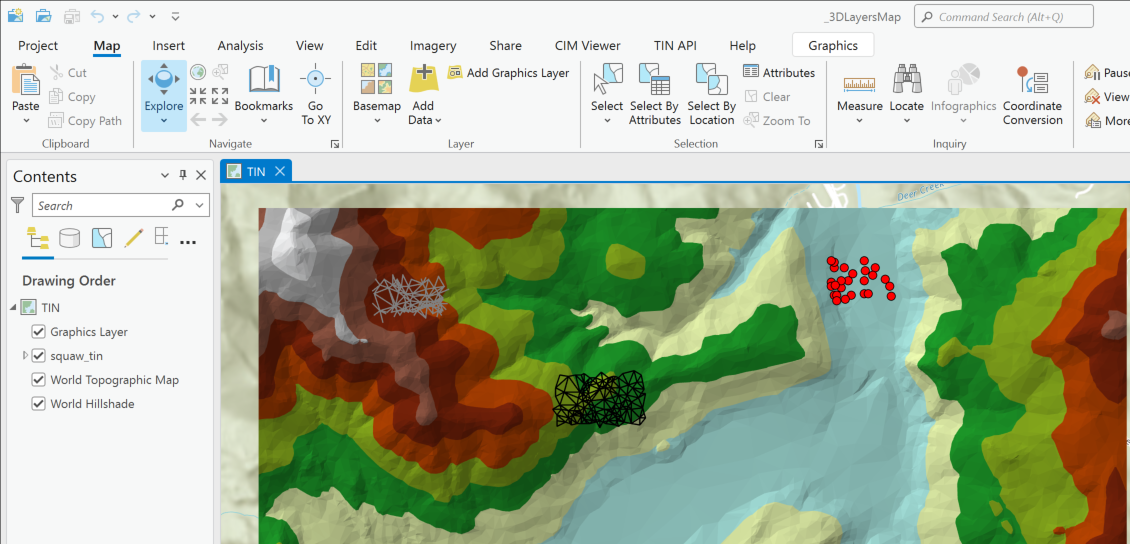 _3DLayersMap
Command Search (Alt+Q)
Project Map Insert Analysis View Edit Imagery Share CIM Viewer TIN API Help Graphics
Paste
Cut
Copy
Copy Path
Clipboard
Explore
Bookmarks
Go
To XY
Navigate
Basemap
Add
Data
Add Graphics Layer
Layer
Select
Select By
Attributes
Select By
Location
Attributes
Clear
Zoom To
Selection
Measure
Locate
Infographics
Coordinate
Conversion
Inquiry
Pause
View
More
Contents
Search
Drawing Order
TIN
Graphics Layer
squaw_tin
World Topographic Map
World Hillshade
TIN
Deer Creek